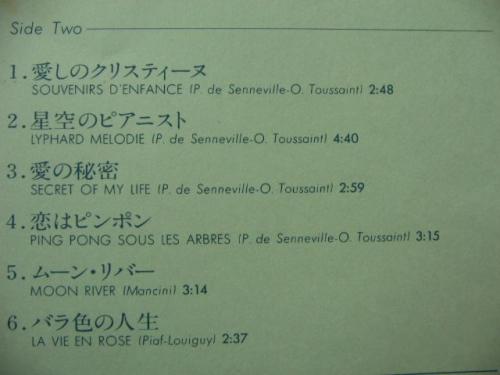 Side Two
1.愛しのクリスティーヌ
SOUVENIRS D'ENFANCE (P. de Senneville-O. Toussaint) 2:48
2.星空のピアニスト
LYPHARD MELODIE (P. de Senneville-O. Toussaint) 4:40
3.愛の秘密
SECRET OF MY LIFE (P. de Senneville-O. Toussaint) 2:59
4.恋はピンポン
PING PONG SOUS LES ARBRES (P. de Senneville-O. Toussaint) 3:15
5.ムーン・リバー
MOON RIVER (Mancini) 3:14
6.バラ色の人生
LA VIE EN ROSE (Piaf-Louiguy) 2:37